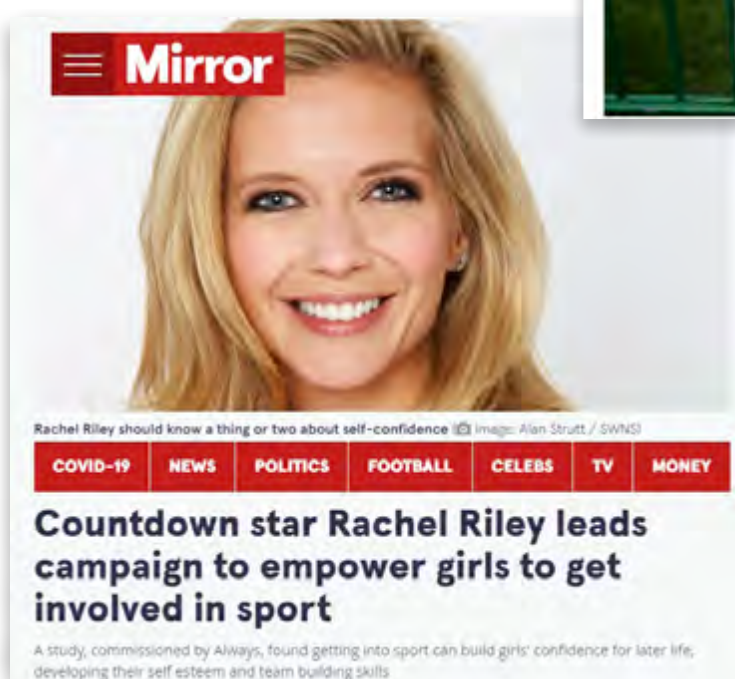 Mirror
Rachel Riley should know a thing or two about self-confidence (Image: Alan Strutt / SWNS)
COVID-19 NEWS POLITICS FOOTBALL CELEBS TV MONEY
Countdown star Rachel Riley leads
campaign to empower girls to get
involved in sport
A study, commissioned by Always, found getting into sport can build girls' confidence for later life,
developing their self esteem and team building skills